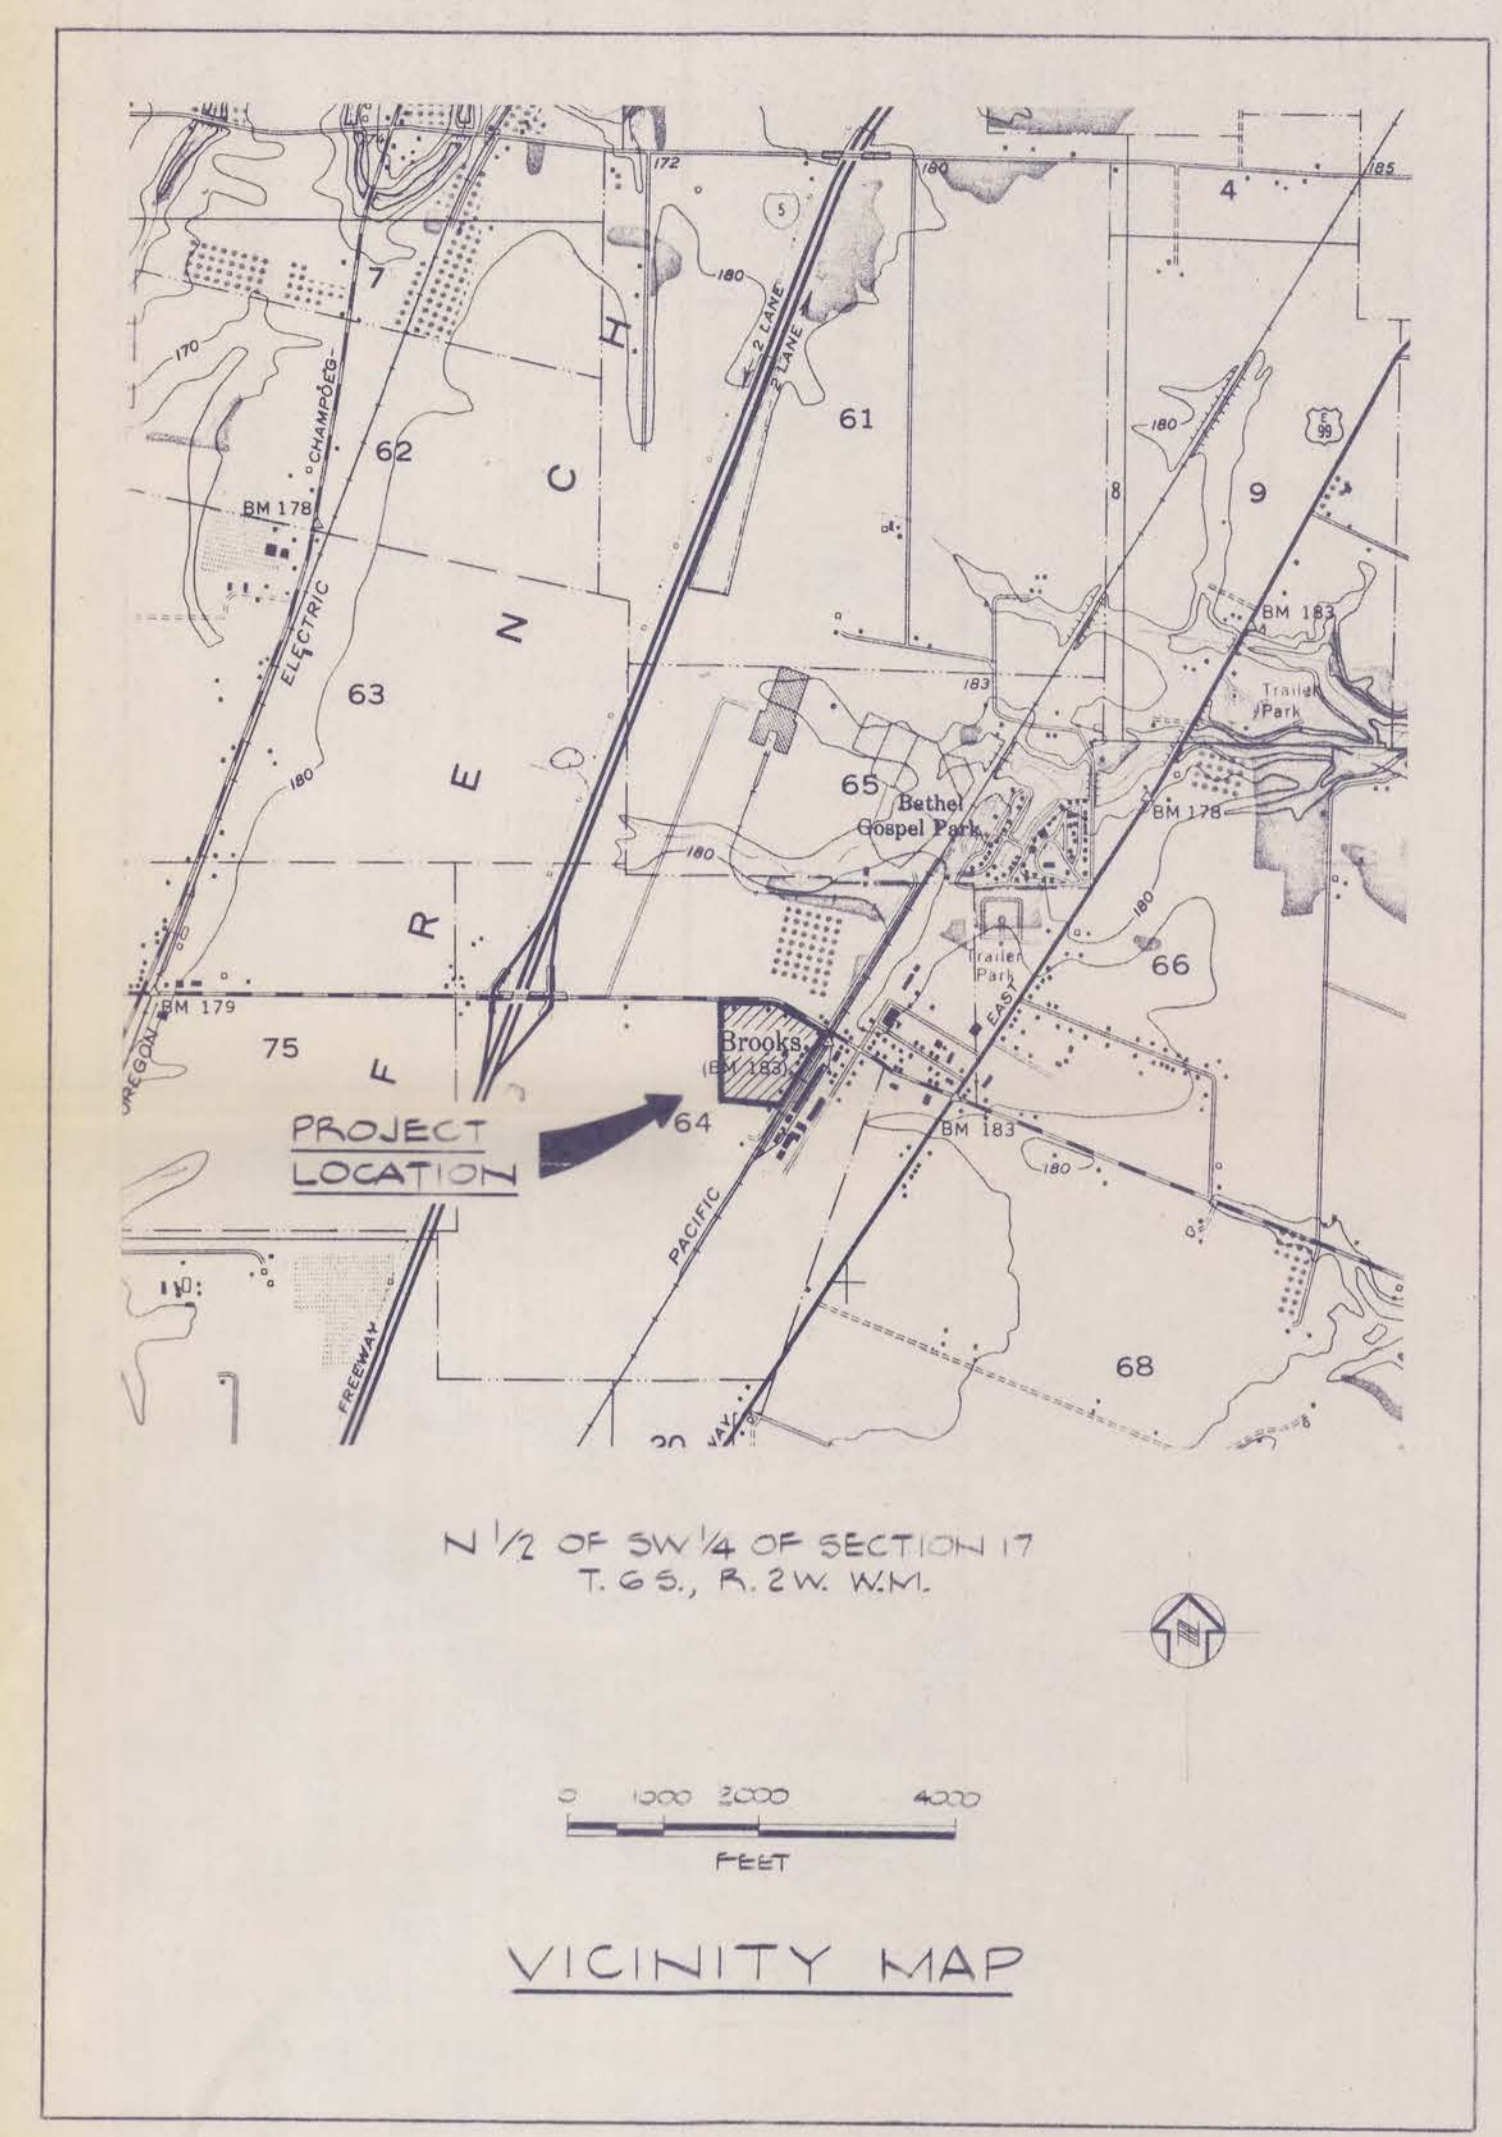 172
180
185
4
5
7
H
180
2 LANE
2 LANE
170
CHAMPOEG-
61
E
99
62
180
C
8
9
BM 178
ELECTRIC
N
BM 183
63
183
Trailer
Park
E
180
65
Bethel
Gospel Park
BM 178
180
R
180
66
Trailer
Park
BM 179
EAST
OREGON
75
F
Brooks
(BM 183)
64
BM 183
180
PROJECT
LOCATION
PACIFIC
FREEWAY
68
20
WAY
N 1/2 OF SW 1/4 OF SECTION 17
T. 6 S., R. 2 W. W.M.
N
0 1000 2000 4000
FEET
VICINITY MAP